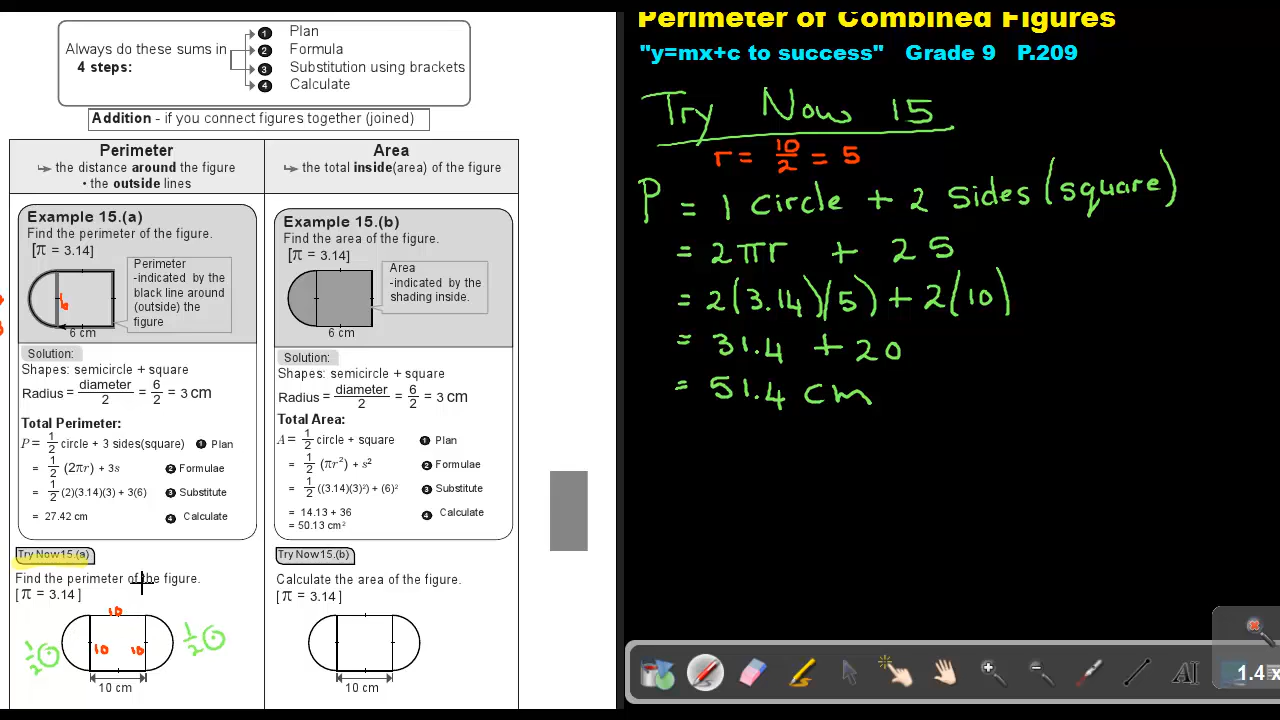 Always do these sums in
4 steps:
1 Plan
2 Formula
3 Substitution using brackets
4 Calculate
Addition - if you connect figures together (joined)
Perimeter
↳ the distance around the figure
• the outside lines
Area
↳ the total inside(area) of the figure
Example 15.(a)
Find the perimeter of the figure.
[π = 3.14]
Perimeter
-indicated by the
black line around
(outside) the
figure
6
6 cm
Solution:
Shapes: semicircle + square
Radius = diameter/2 = 6/2 = 3 cm
Total Perimeter:
P = 1/2 circle + 3 sides(square) 1 Plan
= 1/2 (2πr) + 3s 2 Formulae
= 1/2 (2)(3.14)(3) + 3(6) 3 Substitute
= 27.42 cm 4 Calculate
Example 15.(b)
Find the area of the figure.
[π = 3.14]
Area
-indicated by the
shading inside.
6 cm
Solution:
Shapes: semicircle + square
Radius = diameter/2 = 6/2 = 3 cm
Total Area:
A = 1/2 circle + square 1 Plan
= 1/2 (πr²) + s² 2 Formulae
= 1/2 ((3.14)(3)²) + (6)² 3 Substitute
= 14.13 + 36 4 Calculate
= 50.13 cm²
Try Now15.(a)
Find the perimeter of the figure.
[π = 3.14]
10
10 10
1/2
1/2
10 cm
Try Now15.(b)
Calculate the area of the figure.
[π = 3.14]
10 cm
Perimeter of Combined Figures
"y=mx+c to success" Grade 9 P.209
Try Now 15
r = 10/2 = 5
P = 1 circle + 2 sides (square)
= 2πr + 2S
= 2(3.14)(5) + 2(10)
= 31.4 + 20
= 51.4 cm
AI
1.4 x